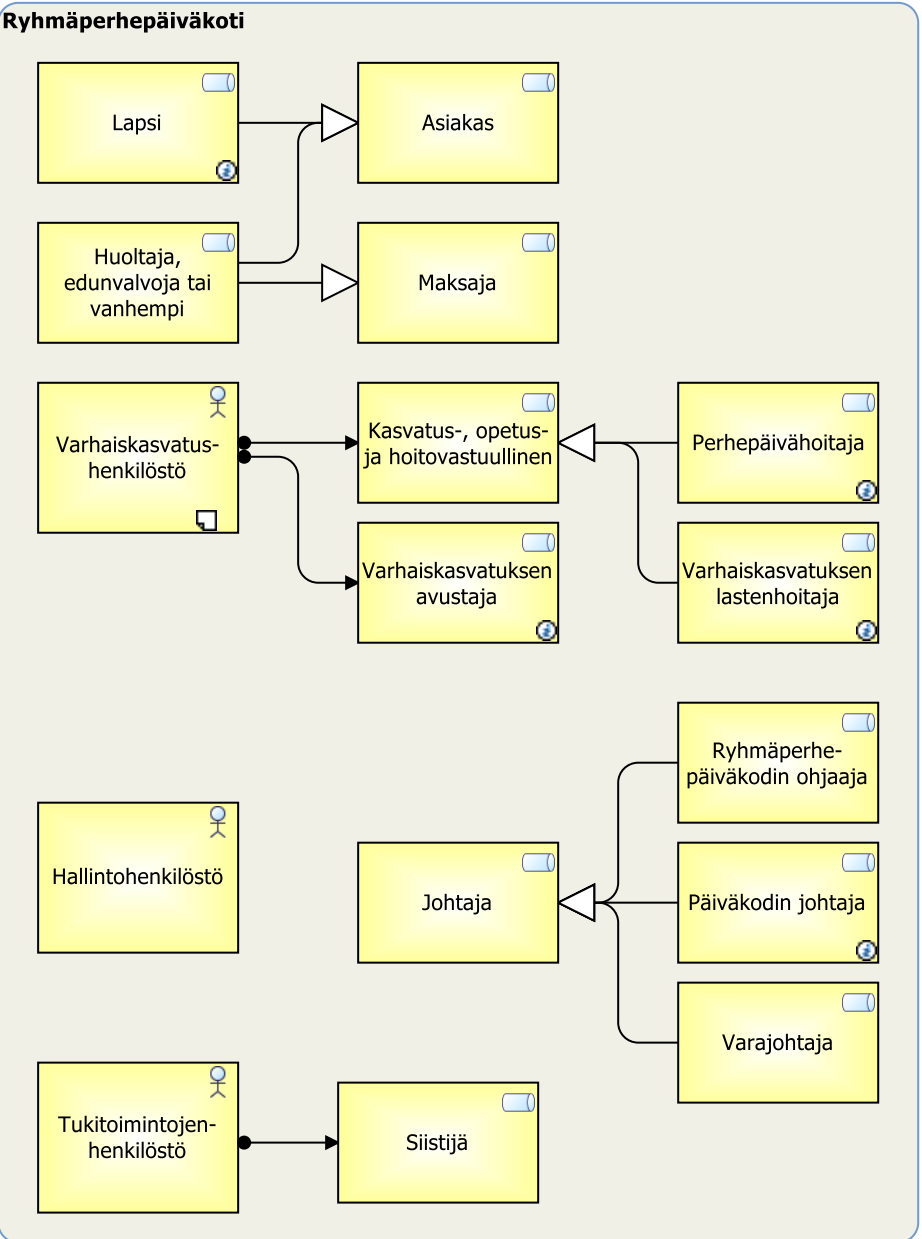 Ryhmäperhepäiväkoti
Lapsi
Asiakas
Huoltaja,
edunvalvoja tai
vanhempi
Maksaja
Varhaiskasvatus-
henkilöstö
Kasvatus-, opetus-
ja hoitovastuullinen
Perhepäivähoitaja
Varhaiskasvatuksen
avustaja
Varhaiskasvatuksen
lastenhoitaja
Ryhmäperhe-
päiväkodin ohjaaja
Hallintohenkilöstö
Johtaja
Päiväkodin johtaja
Varajohtaja
Tukitoimintojen-
henkilöstö
Siistijä